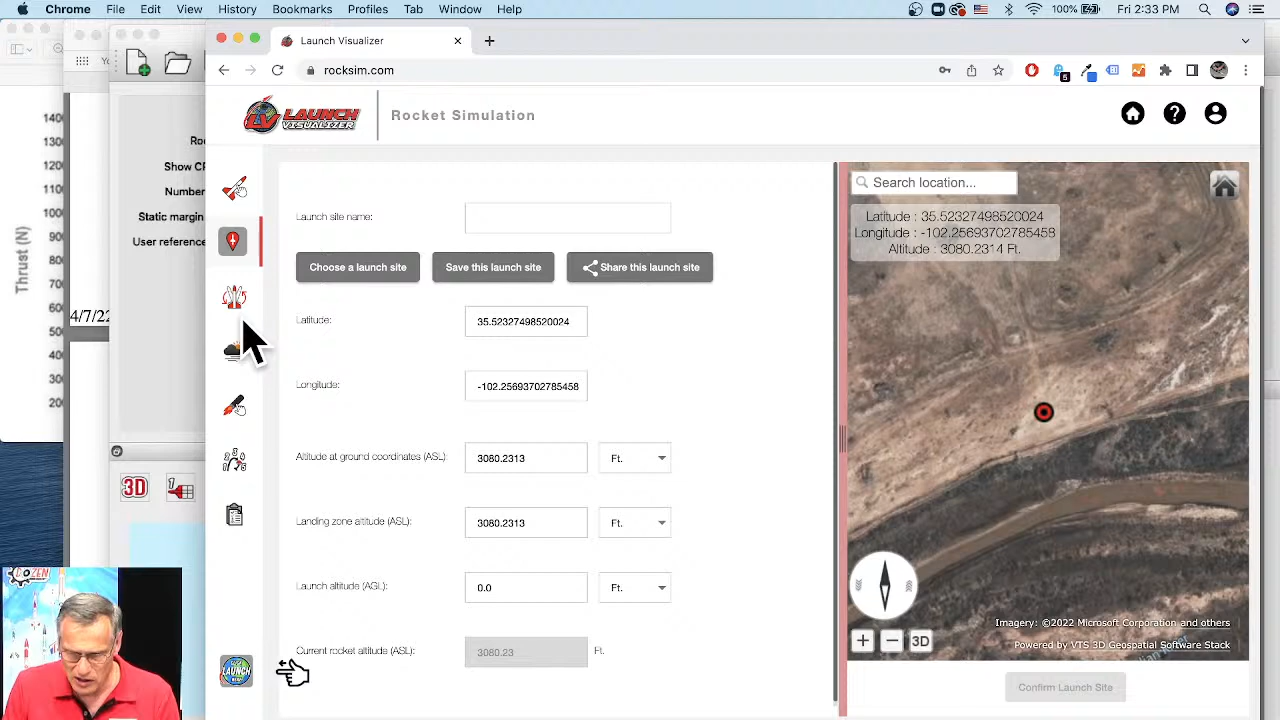 Chrome File Edit View History Bookmarks Profiles Tab Window Help 100% Fri 2:33 PM
Launch Visualizer
rocksim.com
5
LAUNCH
VISUALIZER
Rocket Simulation
Thrust (N)
1400
1300
1200
1100
1000
900
800
700
600
500
400
300
200
4/7/22
Show CP
Number
Static margin
User reference
3D
1
Launch site name:
Choose a launch site
Save this launch site
Share this launch site
Latitude:
35.52327498520024
Longitude:
-102.25693702785458
Altitude at ground coordinates (ASL):
3080.2313
Ft.
Landing zone altitude (ASL):
3080.2313
Ft.
Launch altitude (AGL):
0.0
Ft.
Current rocket altitude (ASL):
3080.23
Ft.
LAUNCH
Search location...
Latitude : 35.52327498520024
Longitude : -102.25693702785458
Altitude : 3080.2314 Ft.
+ − 3D
Imagery: ©2022 Microsoft Corporation and others
Powered by VTS 3D Geospatial Software Stack
Confirm Launch Site